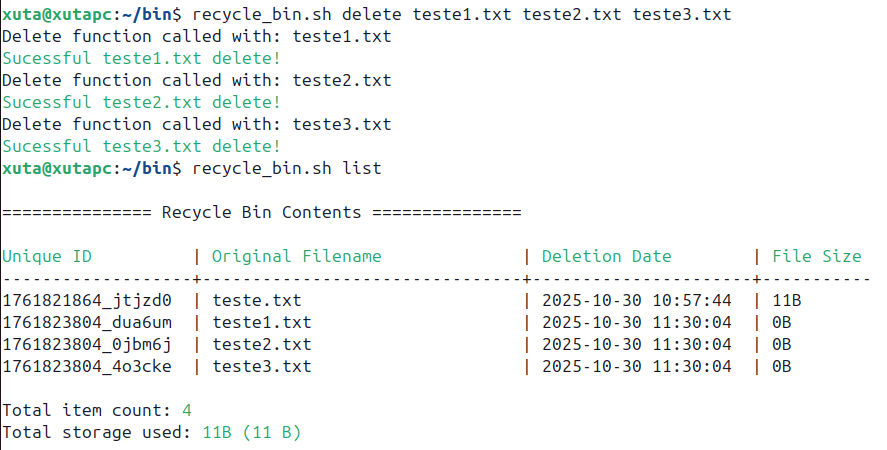 xuta@xutapc:~/bin$ recycle_bin.sh delete teste1.txt teste2.txt teste3.txt
Delete function called with: teste1.txt
Sucessful teste1.txt delete!
Delete function called with: teste2.txt
Sucessful teste2.txt delete!
Delete function called with: teste3.txt
Sucessful teste3.txt delete!
xuta@xutapc:~/bin$ recycle_bin.sh list
=============== Recycle Bin Contents ===============
Unique ID          | Original Filename              | Deletion Date        | File Size
-------------------+--------------------------------+----------------------+-----------
1761821864_jtjzd0  | teste.txt                      | 2025-10-30 10:57:44  | 11B
1761823804_dua6um  | teste1.txt                     | 2025-10-30 11:30:04  | 0B
1761823804_0jbm6j  | teste2.txt                     | 2025-10-30 11:30:04  | 0B
1761823804_4o3cke  | teste3.txt                     | 2025-10-30 11:30:04  | 0B
Total item count: 4
Total storage used: 11B (11 B)